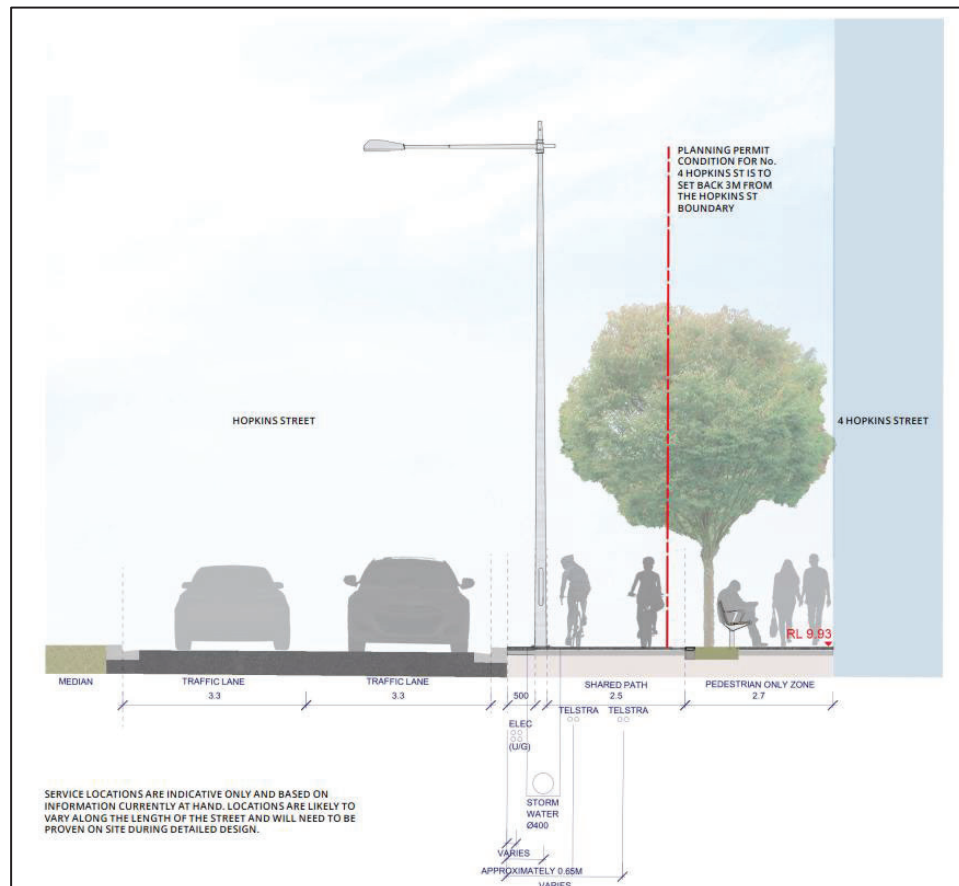 PLANNING PERMIT
CONDITION FOR No.
4 HOPKINS ST IS TO
SET BACK 3M FROM
THE HOPKINS ST
BOUNDARY
HOPKINS STREET
4 HOPKINS STREET
RL 9.93
MEDIAN
TRAFFIC LANE
3.3
TRAFFIC LANE
3.3
500
SHARED PATH
2.5
PEDESTRIAN ONLY ZONE
2.7
TELSTRA
TELSTRA
ELEC
(U/G)
STORM
WATER
Ø400
SERVICE LOCATIONS ARE INDICATIVE ONLY AND BASED ON
INFORMATION CURRENTLY AT HAND. LOCATIONS ARE LIKELY TO
VARY ALONG THE LENGTH OF THE STREET AND WILL NEED TO BE
PROVEN ON SITE DURING DETAILED DESIGN.
VARIES
APPROXIMATELY 0.65M
VARIES